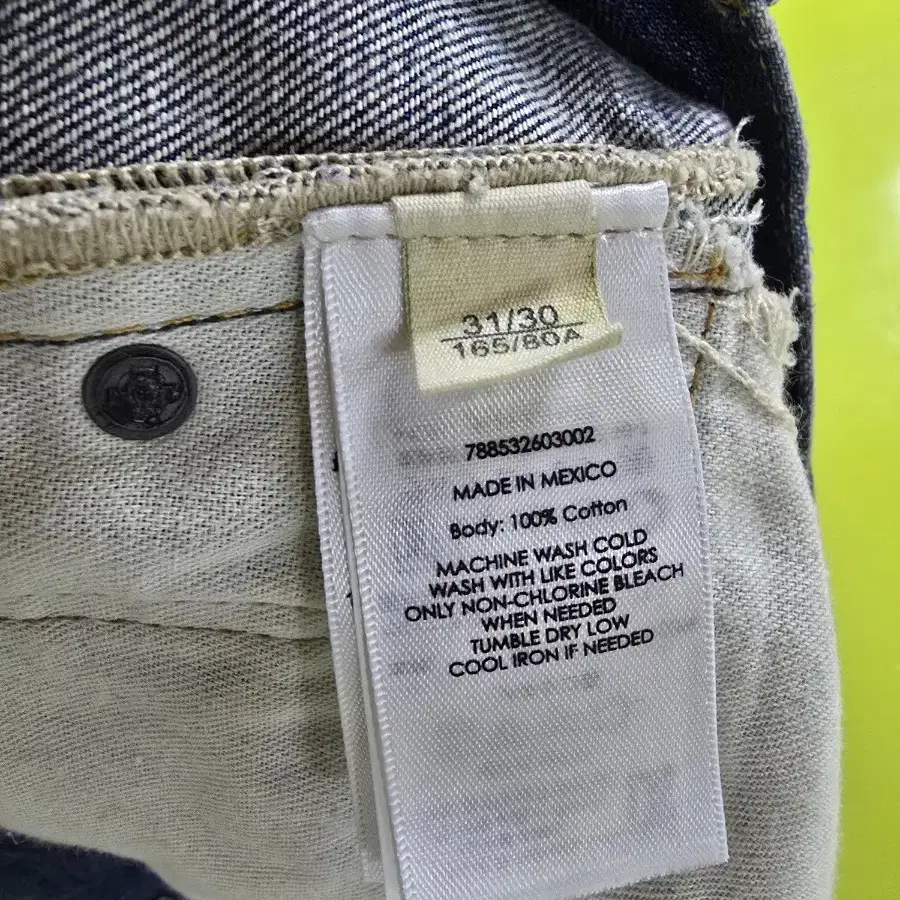 31/30
165/80A
788532603002
MADE IN MEXICO
Body: 100% Cotton
MACHINE WASH COLD
WASH WITH LIKE COLORS
ONLY NON-CHLORINE BLEACH
WHEN NEEDED
TUMBLE DRY LOW
COOL IRON IF NEEDED